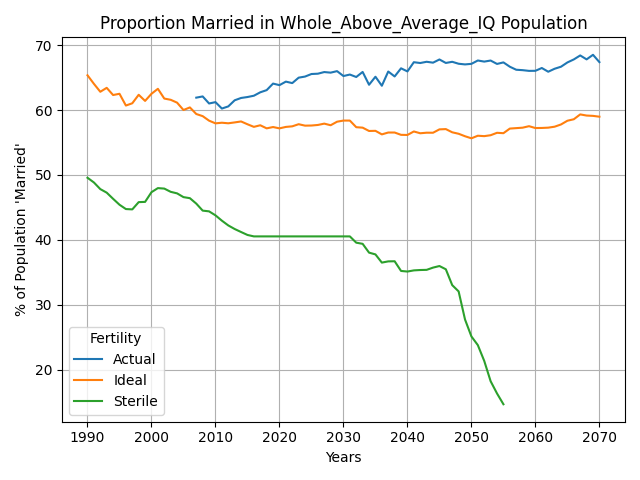 Proportion Married in Whole_Above_Average_IQ Population
% of Population 'Married'
70
60
50
40
30
20
Fertility
Actual
Ideal
Sterile
1990 2000 2010 2020 2030 2040 2050 2060 2070
Years